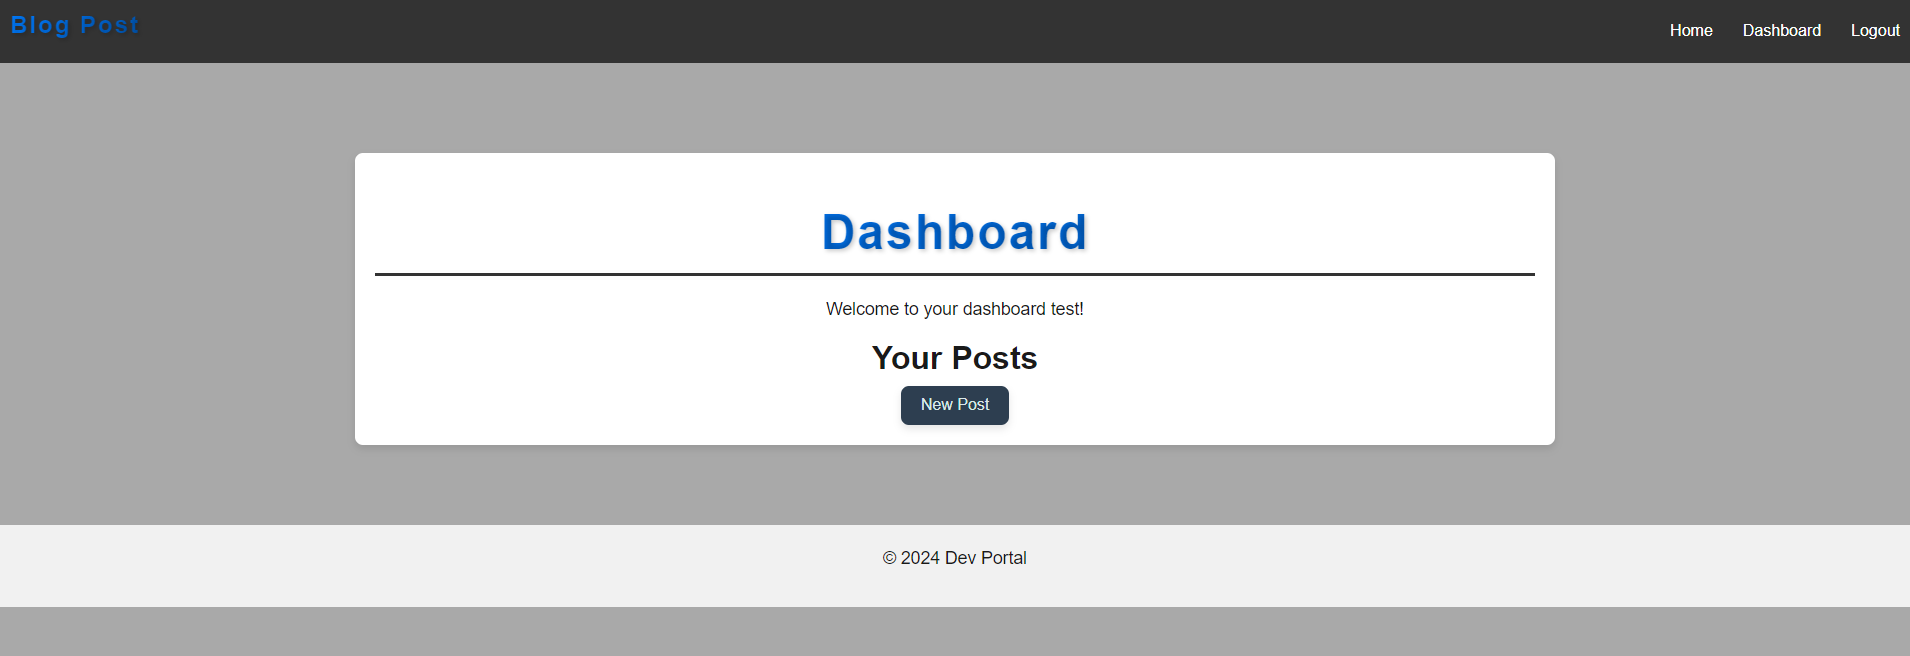 Blog Post
Home Dashboard Logout
Dashboard
Welcome to your dashboard test!
Your Posts
New Post
© 2024 Dev Portal